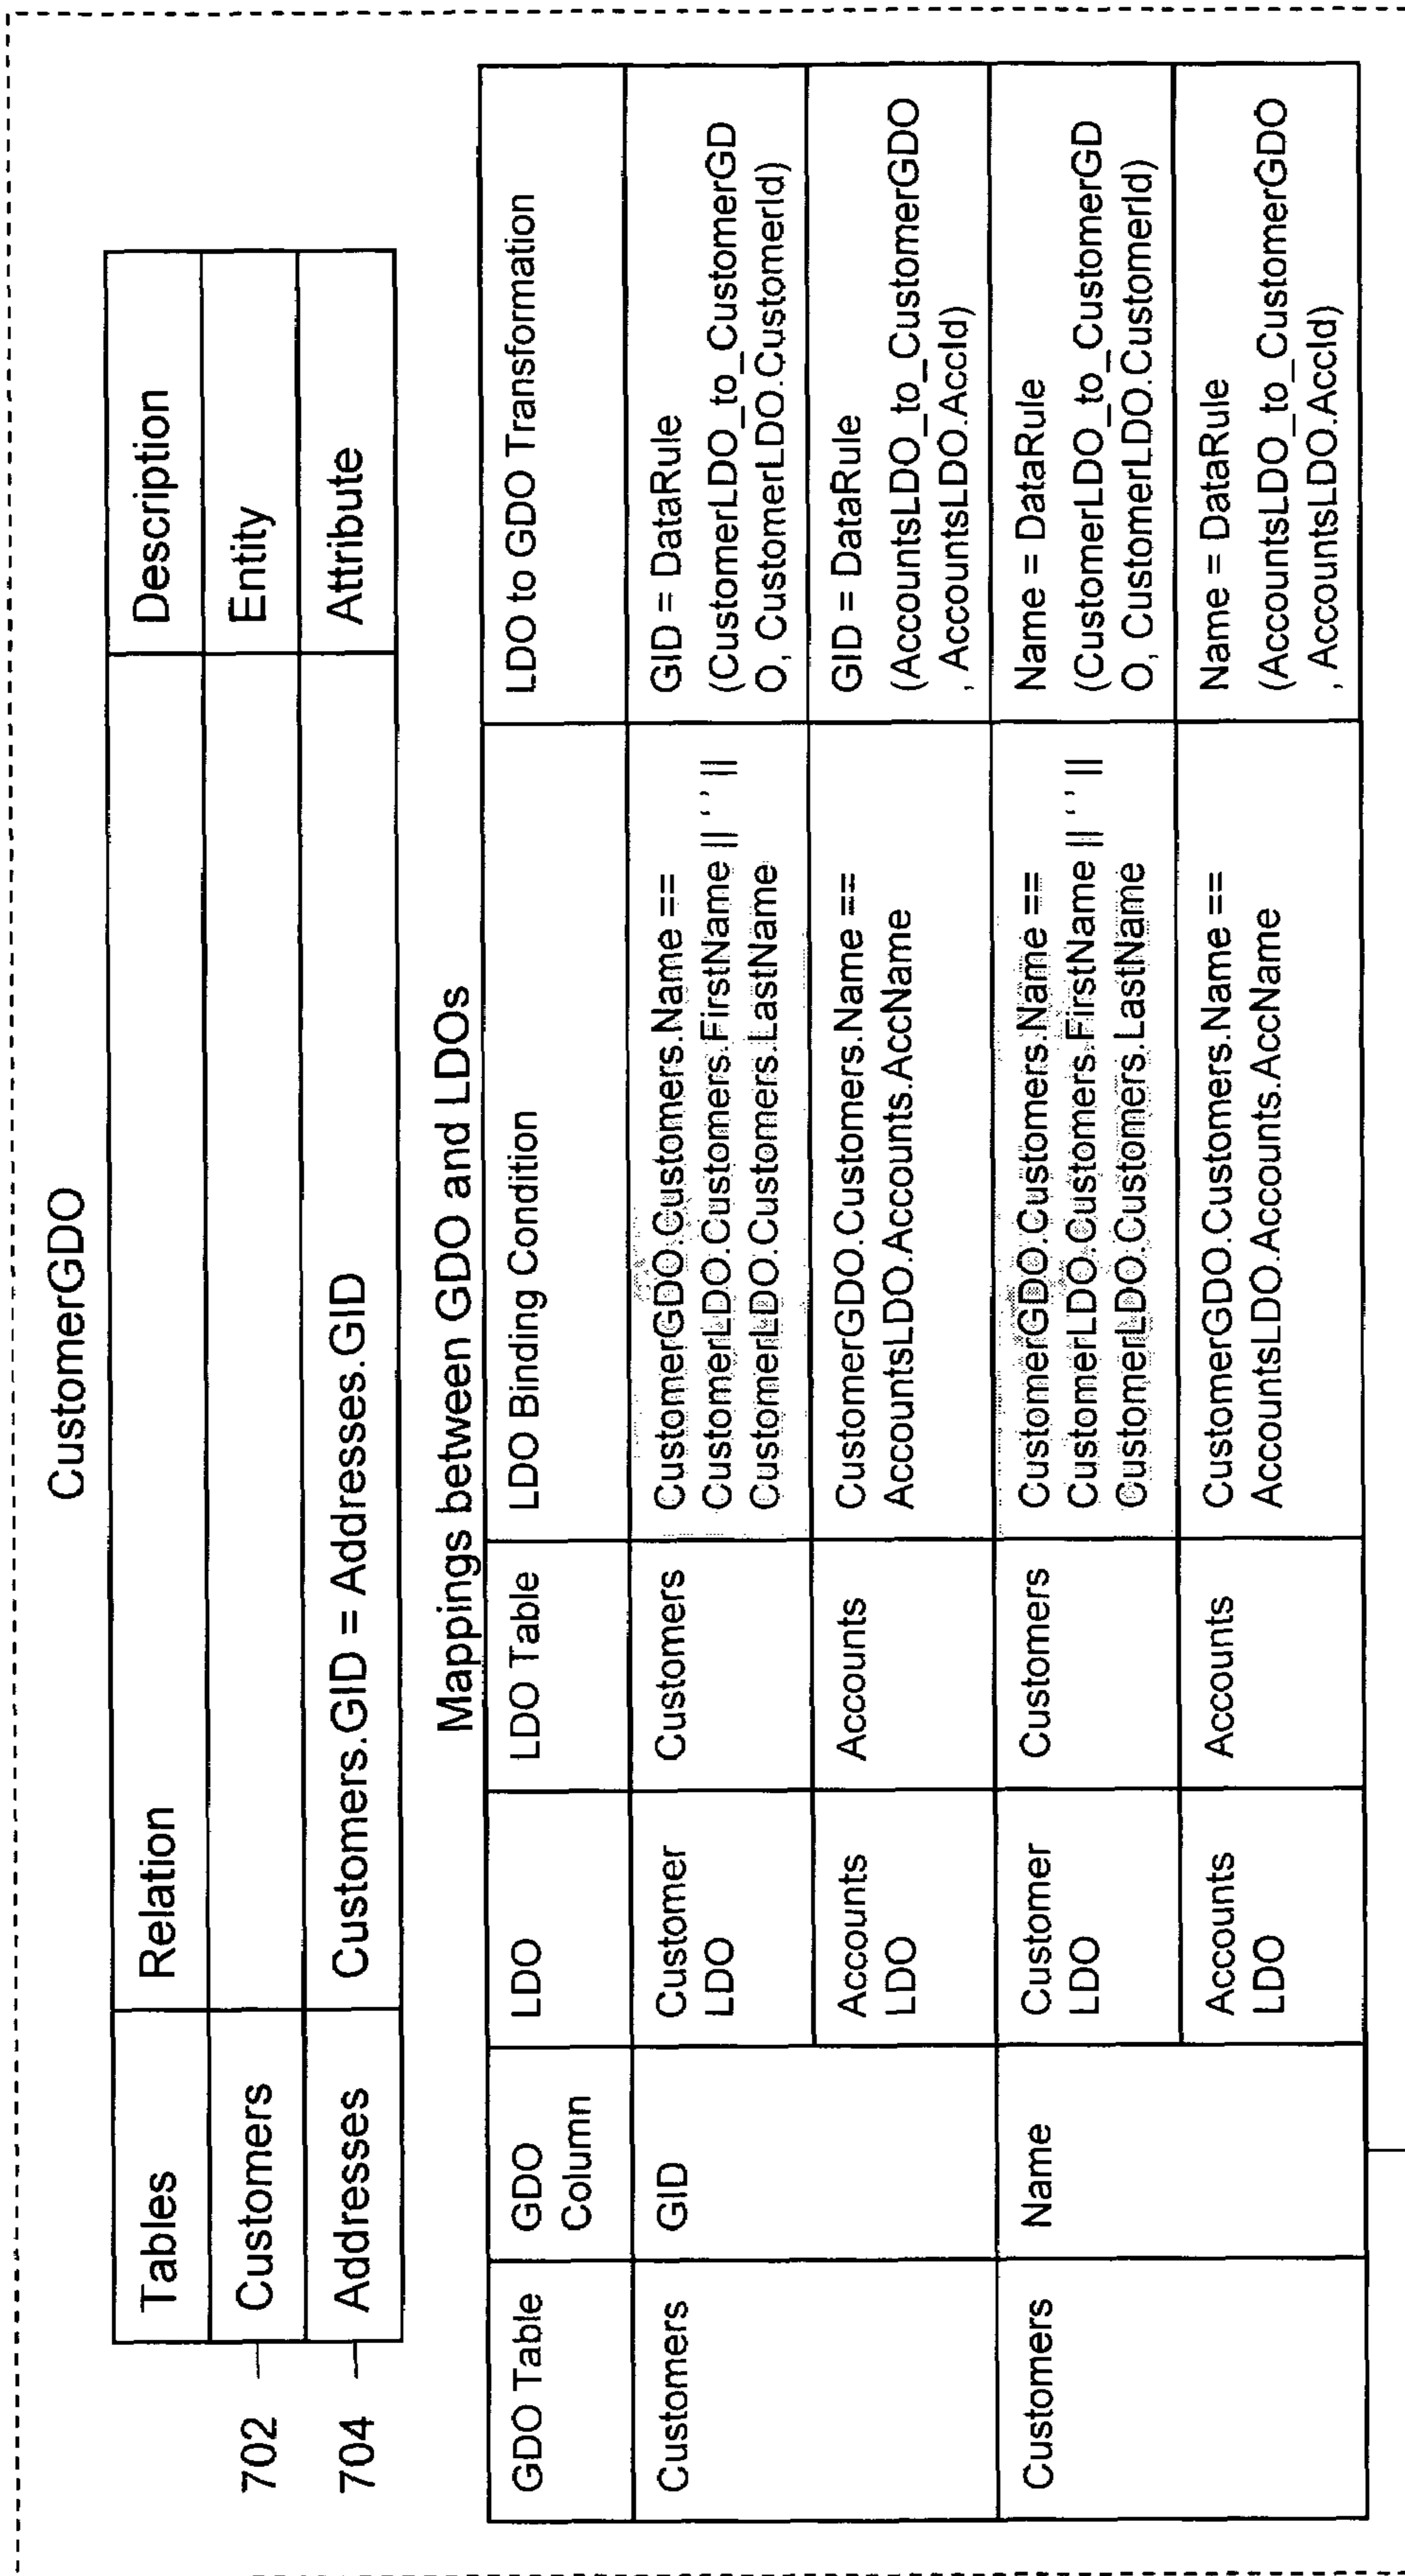 CustomerGDO
Tables Relation Description
702 Customers Entity
704 Addresses Customers.GID = Addresses.GID Attribute
Mappings between GDO and LDOs
GDO Table GDO Column LDO LDO Table LDO Binding Condition LDO to GDO Transformation
Customers GID Customer LDO Customers CustomerGDO.Customers.Name == GID = DataRule
CustomerLDO.Customers.FirstName || ' ' || (CustomerLDO_to_CustomerGD
CustomerLDO.Customers.LastName O, CustomerLDO.CustomerId)
Accounts LDO Accounts CustomerGDO.Customers.Name == GID = DataRule
AccountsLDO.Accounts.AccName (AccountsLDO_to_CustomerGDO
, AccountsLDO.AccId)
Customers Name Customer LDO Customers CustomerGDO.Customers.Name == Name = DataRule
CustomerLDO.Customers.FirstName || ' ' || (CustomerLDO_to_CustomerGD
CustomerLDO.Customers.LastName O, CustomerLDO.CustomerId)
Accounts LDO Accounts CustomerGDO.Customers.Name == Name = DataRule
AccountsLDO.Accounts.AccName (AccountsLDO_to_CustomerGDO
, AccountsLDO.AccId)